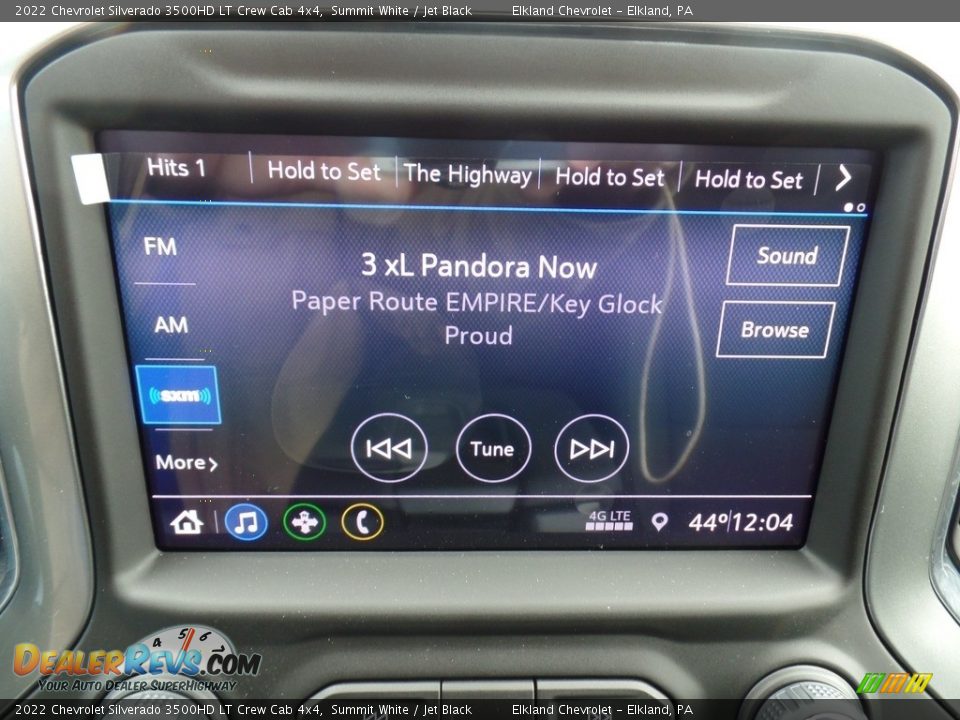 2022 Chevrolet Silverado 3500HD LT Crew Cab 4x4, Summit White / Jet Black Elkland Chevrolet – Elkland, PA
Hits 1 Hold to Set The Highway Hold to Set Hold to Set
FM
3 xL Pandora Now
Sound
Paper Route EMPIRE/Key Glock
AM
Proud
Browse
sxm
Tune
More
4G LTE
44° 12:04
4 5 6
DealerRevs.com
Your Auto Dealer SuperHighway
2022 Chevrolet Silverado 3500HD LT Crew Cab 4x4, Summit White / Jet Black Elkland Chevrolet – Elkland, PA